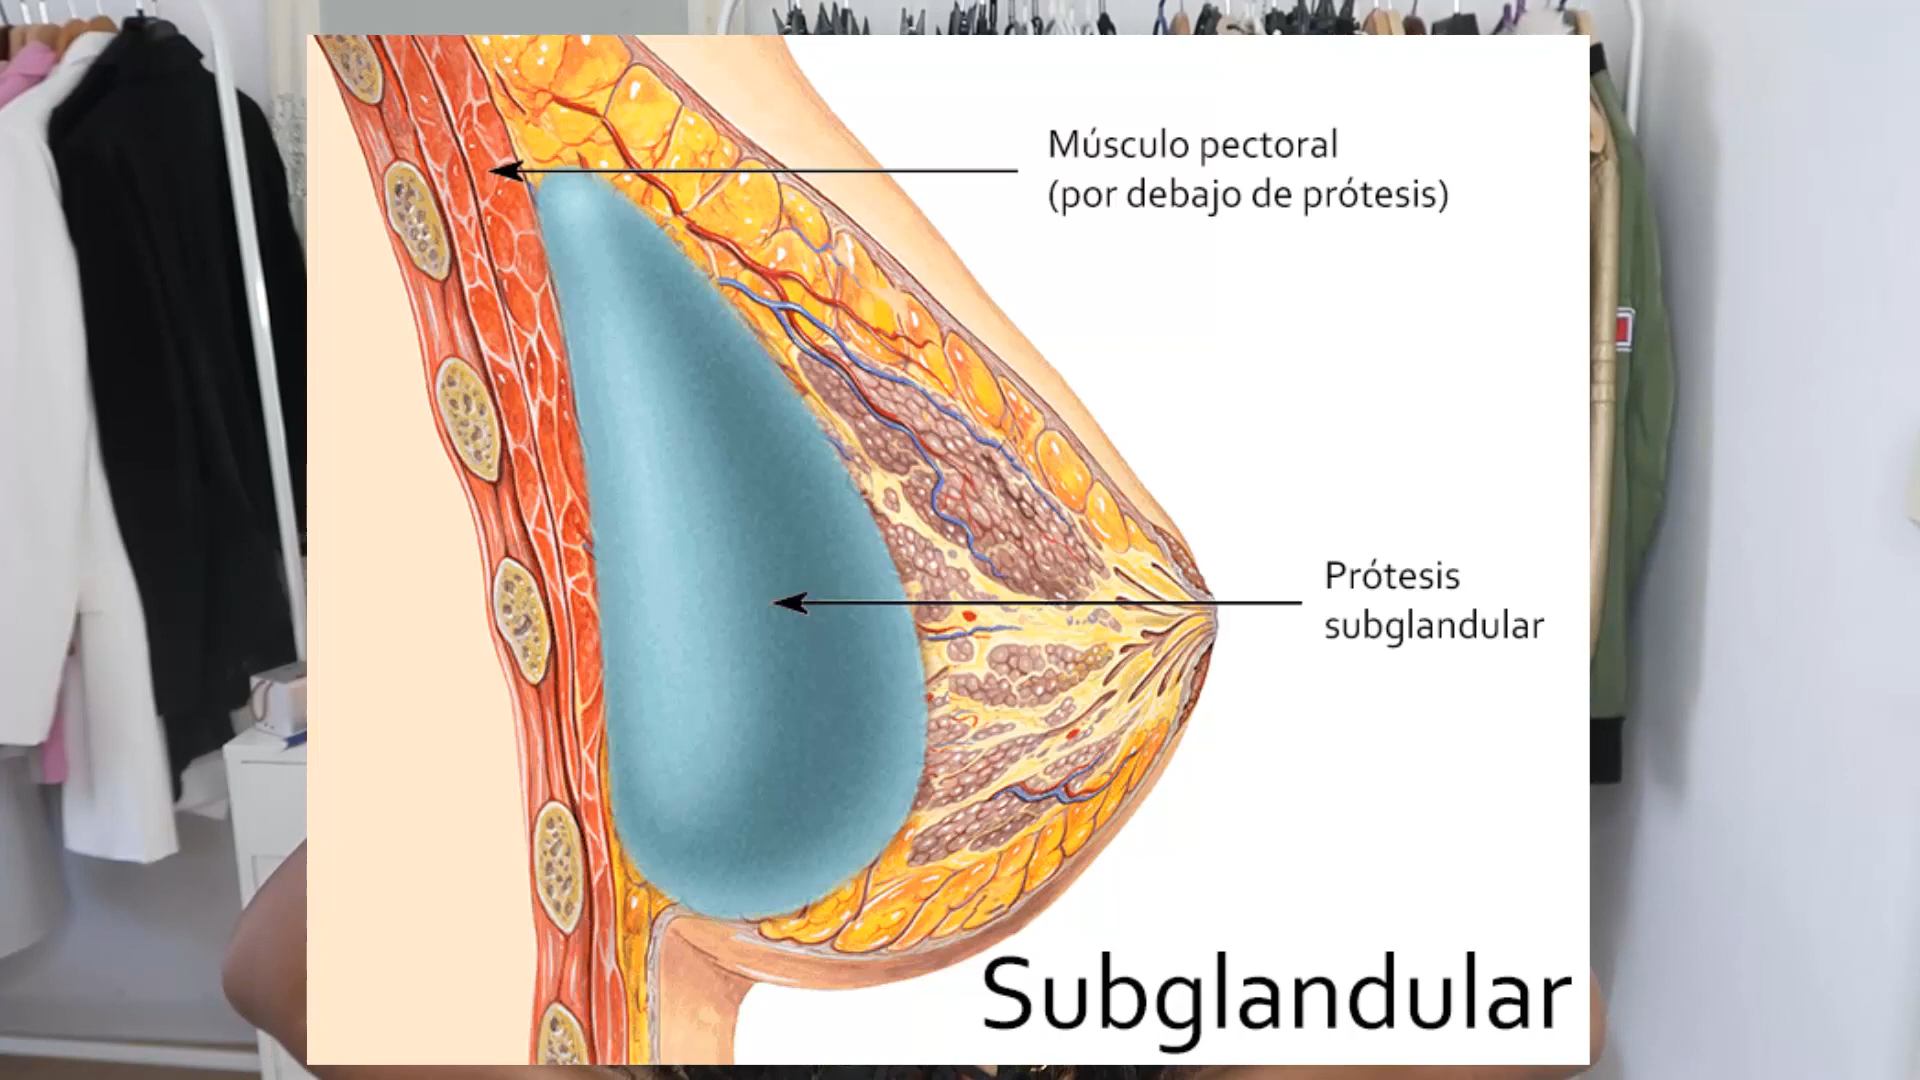 Músculo pectoral
(por debajo de prótesis)
Prótesis
subglandular
Subglandular